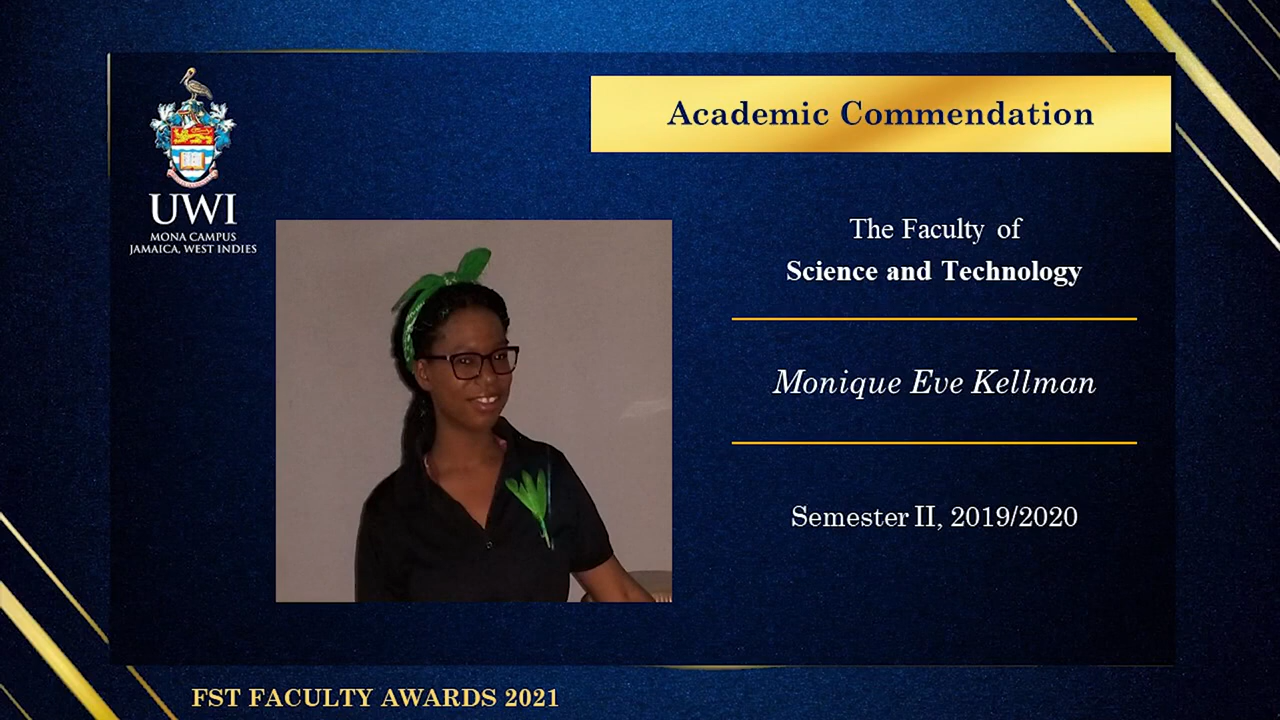 UWI
MONA CAMPUS
JAMAICA, WEST INDIES
Academic Commendation
The Faculty of
Science and Technology
Monique Eve Kellman
Semester II, 2019/2020
FST FACULTY AWARDS 2021